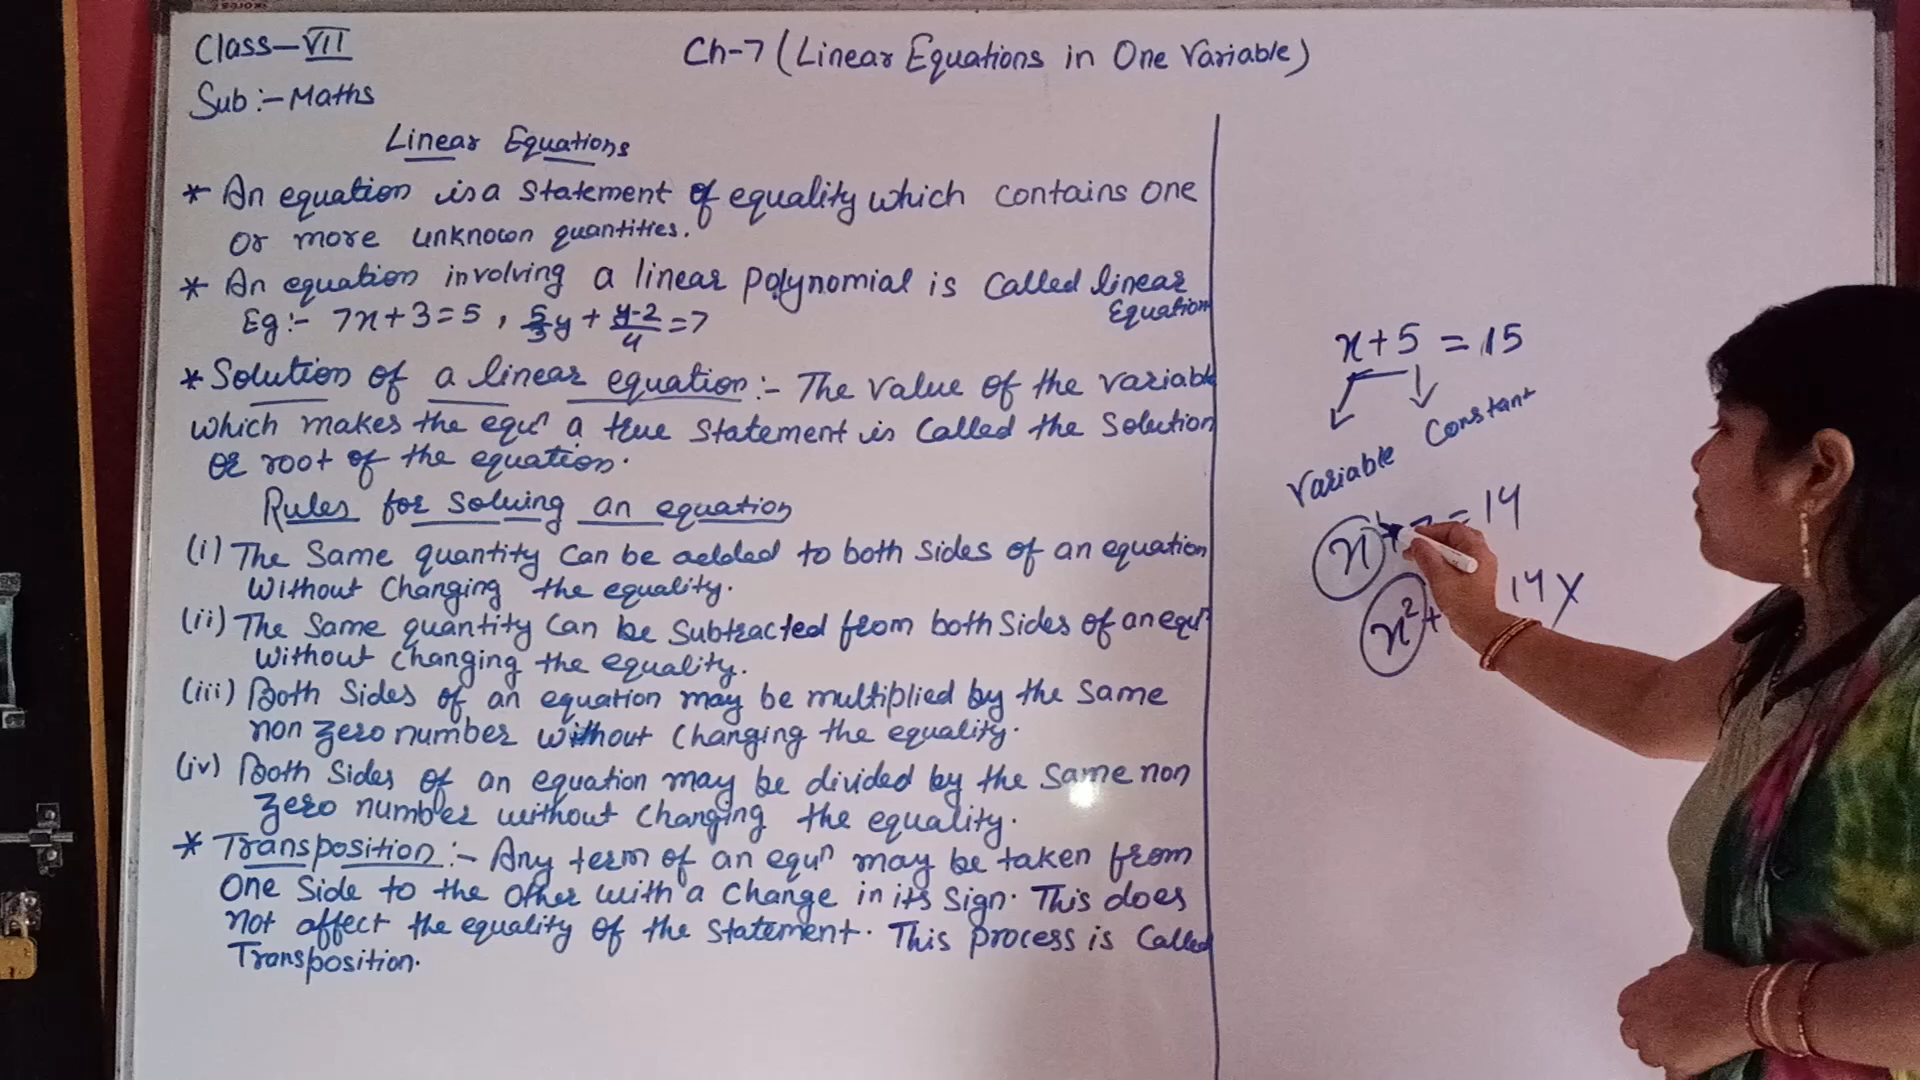 Class-VII
Sub:-Maths
Ch-7 (Linear Equations in One Variable)
Linear Equations
* An equation is a statement of equality which contains one
or more unknown quantities.
* An equation involving a linear polynomial is called linear
Equation
Eg:- 7x+3=5, 5/3y + y-2/4 = 7
* Solution of a linear equation:- The value of the variable
which makes the equn a true statement is called the solution
or root of the equation.
Rules for solving an equation
(i) The same quantity can be added to both sides of an equation
without changing the equality.
(ii) The same quantity can be subtracted from both sides of an equn
without changing the equality.
(iii) Both sides of an equation may be multiplied by the same
non zero number without changing the equality.
(iv) Both sides of an equation may be divided by the same non
zero number without changing the equality.
* Transposition:- Any term of an equn may be taken from
one side to the other with a change in its sign. This does
not affect the equality of the statement. This process is called
Transposition.
x+5 = 15
Variable Constant
x = 14
x²+ 14 X